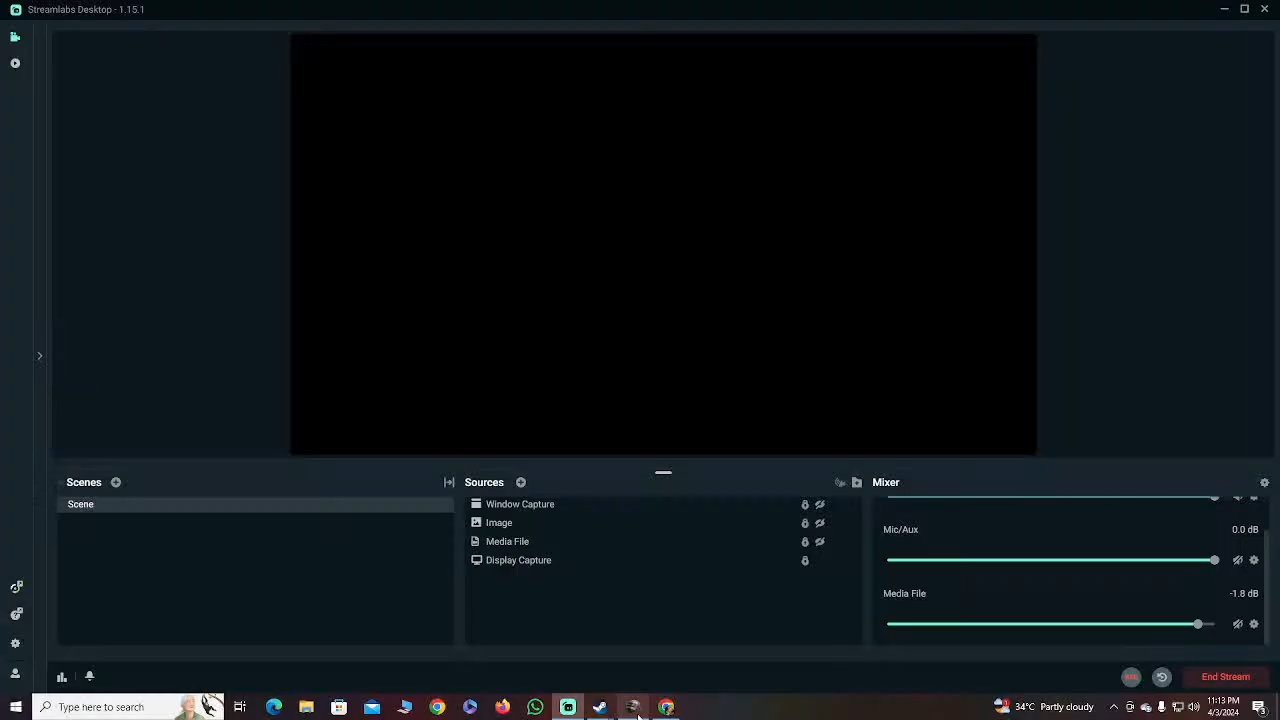 Streamlabs Desktop - 1.15.1
Scenes
Scene
Sources
Window Capture
Image
Media File
Display Capture
Mixer
Mic/Aux 0.0 dB
Media File -1.8 dB
REC
End Stream
Type here to search
34°C Partly cloudy
11:13 PM
4/3/2024